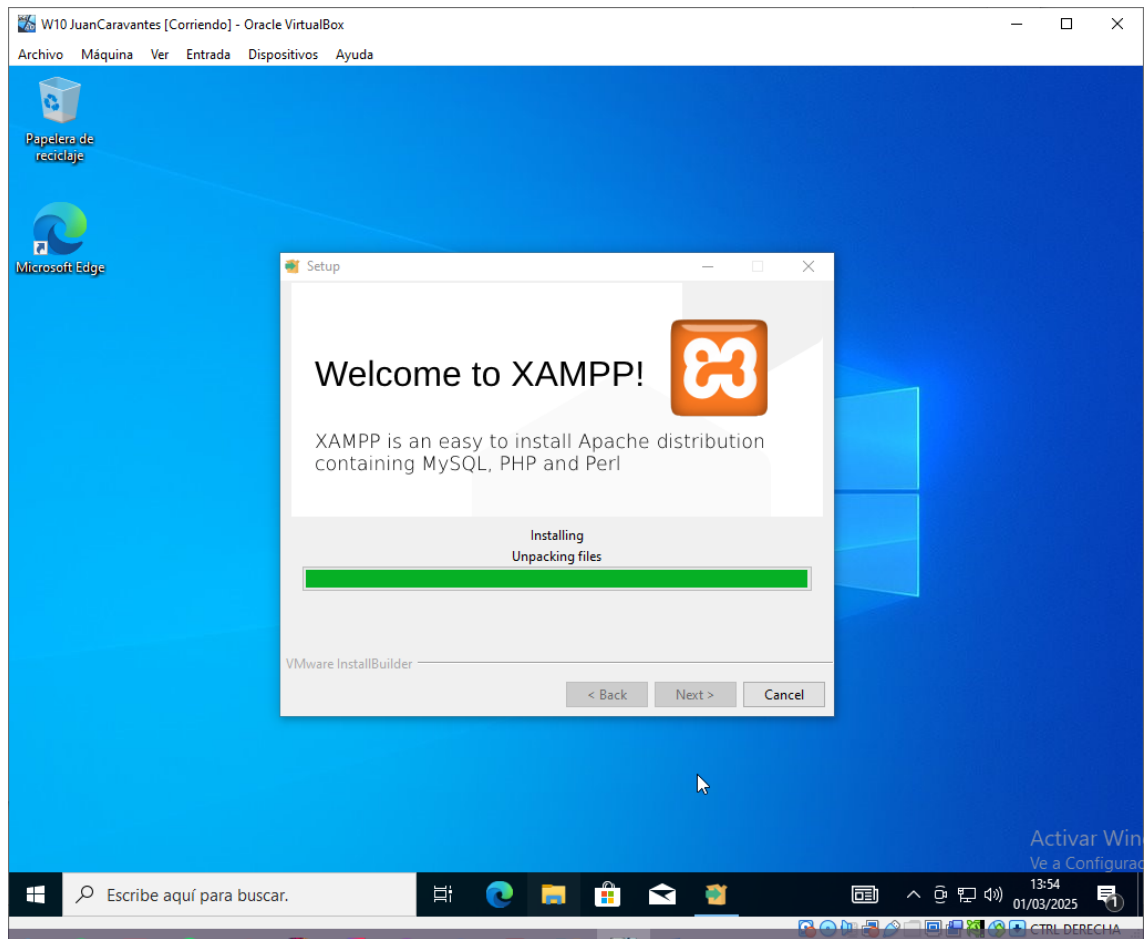 W10 JuanCaravantes [Corriendo] - Oracle VirtualBox
Archivo Máquina Ver Entrada Dispositivos Ayuda
Papelera de
reciclaje
Microsoft Edge
Setup
Welcome to XAMPP!
XAMPP is an easy to install Apache distribution
containing MySQL, PHP and Perl
Installing
Unpacking files
VMware InstallBuilder
< Back Next > Cancel
Activar Win
Ve a Configurac
Escribe aquí para buscar.
13:54
01/03/2025
1
CTRL DERECHA